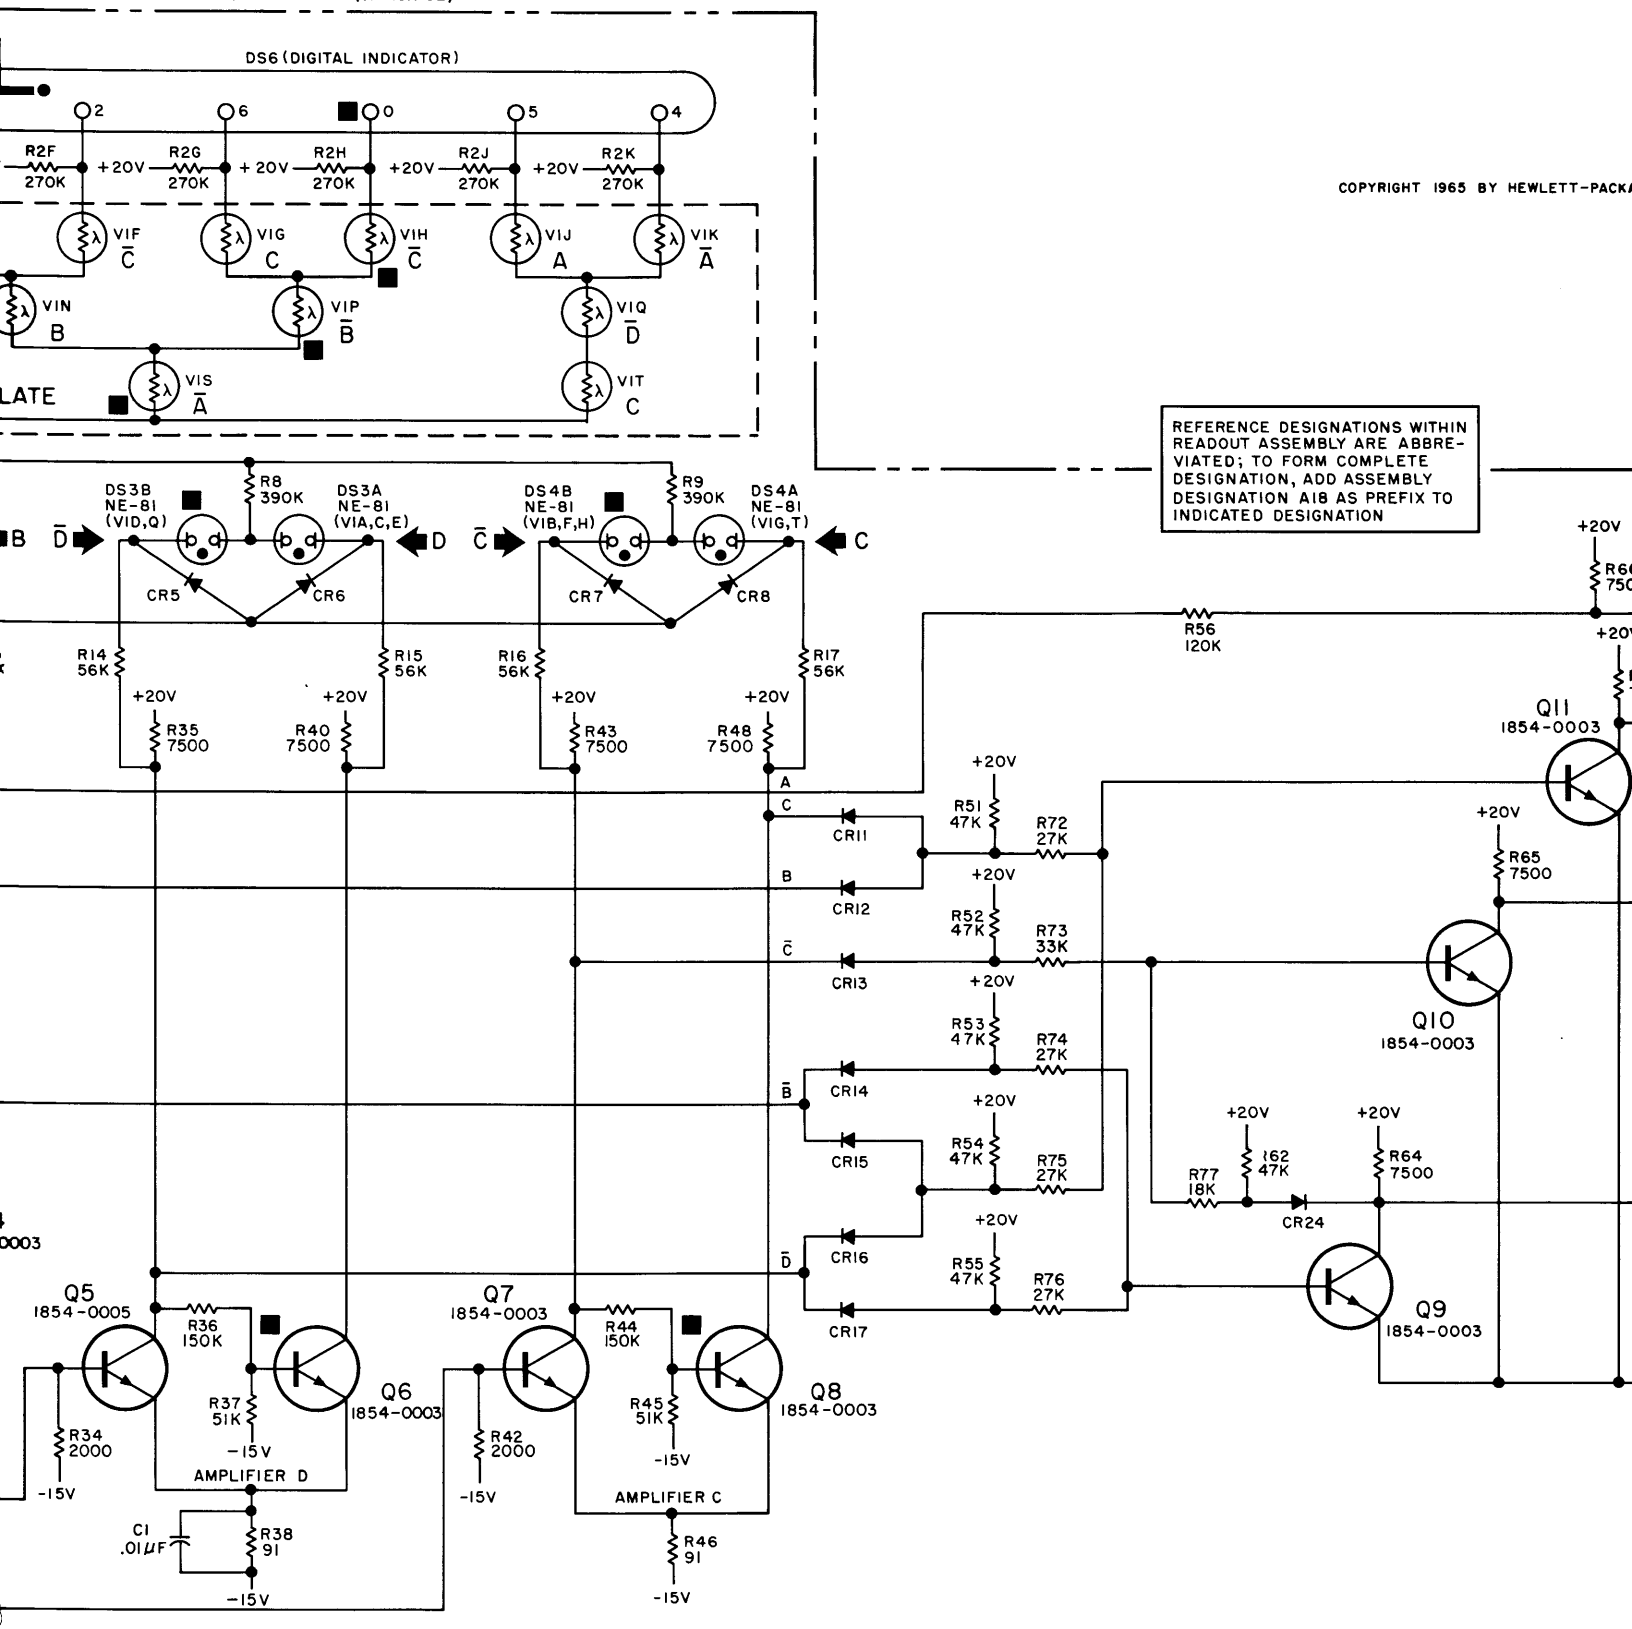 DS6 (DIGITAL INDICATOR)
2 6 0 5 4
R2F R2G R2H R2J R2K
+20V +20V +20V +20V
270K 270K 270K 270K 270K
V1F V1G V1H V1J V1K
C̅ C C̅ A A̅
COPYRIGHT 1965 BY HEWLETT-PACKA
V1N V1P V1Q
B B̅ D̅
V1S V1T
LATE A̅ C
REFERENCE DESIGNATIONS WITHIN
READOUT ASSEMBLY ARE ABBRE-
VIATED; TO FORM COMPLETE
DESIGNATION, ADD ASSEMBLY
DESIGNATION A18 AS PREFIX TO
INDICATED DESIGNATION
DS3B
NE-81
(V1D,Q)
R8
390K
DS3A
NE-81
(V1A,C,E)
DS4B
NE-81
(V1B,F,H)
R9
390K
DS4A
NE-81
(V1G,T)
B D̅ D C̅ C
CR5 CR6 CR7 CR8
+20V
R56
120K
+20V
R14
56K
R15
56K
R16
56K
R17
56K
+20V +20V +20V +20V
R35
7500
R40
7500
R43
7500
R48
7500
Q11
1854-0003
A
C
CR11
B
CR12
C̅
CR13
B̅
CR14
CR15
CR16
D̅
CR17
+20V
R51
47K
R72
27K
+20V
R52
47K
R73
33K
+20V
R53
47K
R74
27K
+20V
R54
47K
R75
27K
+20V
R55
47K
R76
27K
+20V
R65
7500
Q10
1854-0003
+20V +20V
47K
R64
7500
R77
18K
CR24
Q9
1854-0003
0003
Q5
1854-0005
R36
150K
R37
51K
-15V
Q6
1854-0003
R34
2000
-15V
AMPLIFIER D
C1
.01μF
R38
91
-15V
Q7
1854-0003
R44
150K
R45
51K
-15V
Q8
1854-0003
R42
2000
-15V
AMPLIFIER C
R46
91
-15V